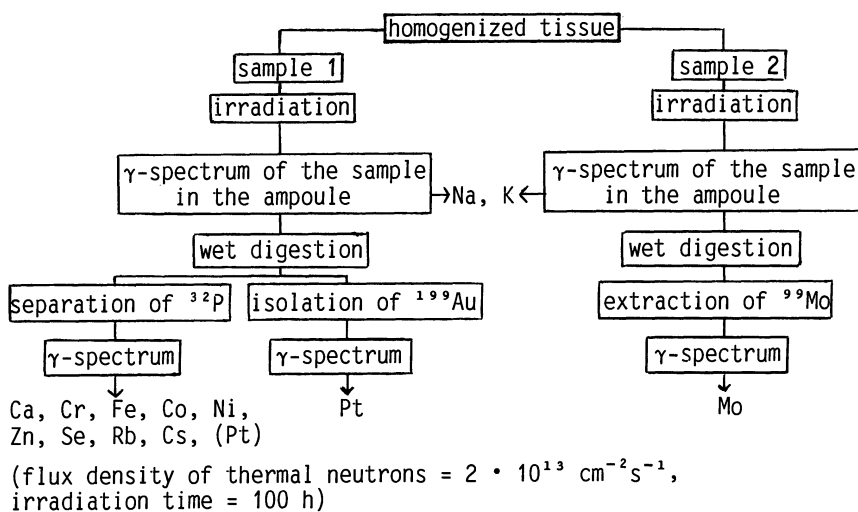 homogenized tissue
sample 1
irradiation
γ-spectrum of the sample
in the ampoule
wet digestion
separation of ³²P
γ-spectrum
Ca, Cr, Fe, Co, Ni,
Zn, Se, Rb, Cs, (Pt)
isolation of ¹⁹⁹Au
γ-spectrum
Pt
Na, K
sample 2
irradiation
γ-spectrum of the sample
in the ampoule
wet digestion
extraction of ⁹⁹Mo
γ-spectrum
Mo
(flux density of thermal neutrons = 2 • 10¹³ cm⁻²s⁻¹,
irradiation time = 100 h)